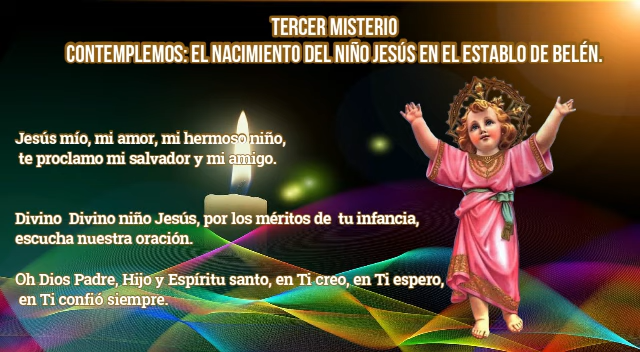 TERCER MISTERIO
CONTEMPLEMOS: EL NACIMIENTO DEL NIÑO JESÚS EN EL ESTABLO DE BELÉN.
Jesús mío, mi amor, mi hermoso niño,
te proclamo mi salvador y mi amigo.
Divino Divino niño Jesús, por los méritos de tu infancia,
escucha nuestra oración.
Oh Dios Padre, Hijo y Espíritu santo, en Ti creo, en Ti espero,
en Ti confió siempre.